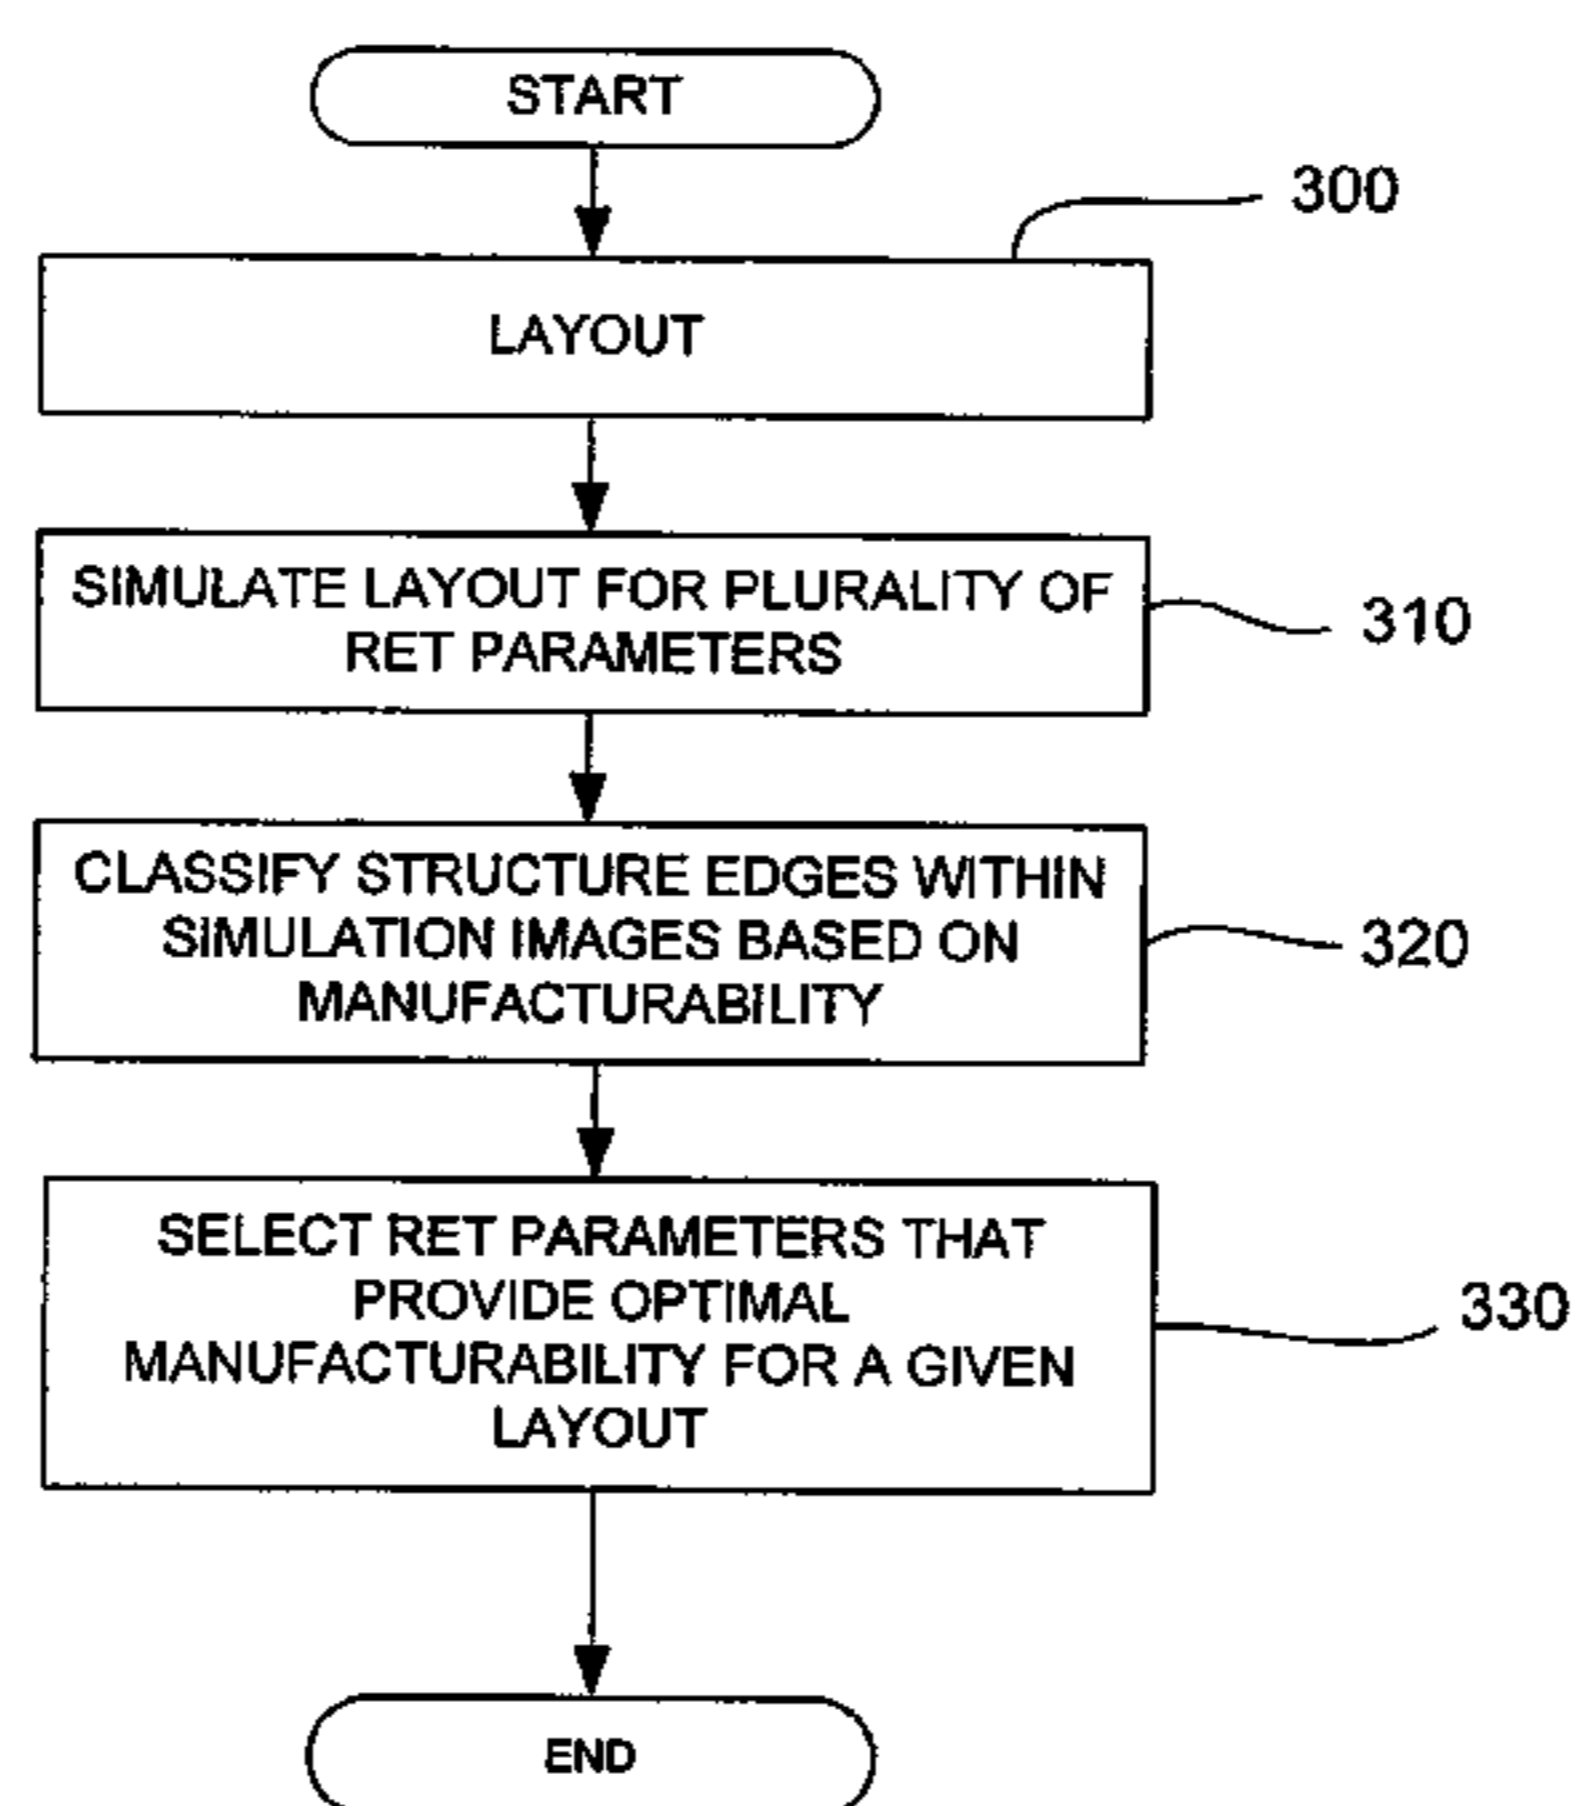 START
300
LAYOUT
SIMULATE LAYOUT FOR PLURALITY OF
RET PARAMETERS
310
CLASSIFY STRUCTURE EDGES WITHIN
SIMULATION IMAGES BASED ON
MANUFACTURABILITY
320
SELECT RET PARAMETERS THAT
PROVIDE OPTIMAL
MANUFACTURABILITY FOR A GIVEN
LAYOUT
330
END